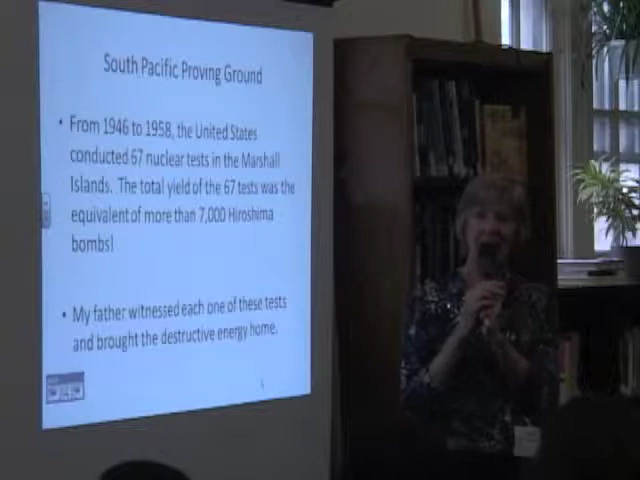 South Pacific Proving Ground
• From 1946 to 1958, the United States
conducted 67 nuclear tests in the Marshall
Islands. The total yield of the 67 tests was the
equivalent of more than 7,000 Hiroshima
bombs!
• My father witnessed each one of these tests
and brought the destructive energy home.